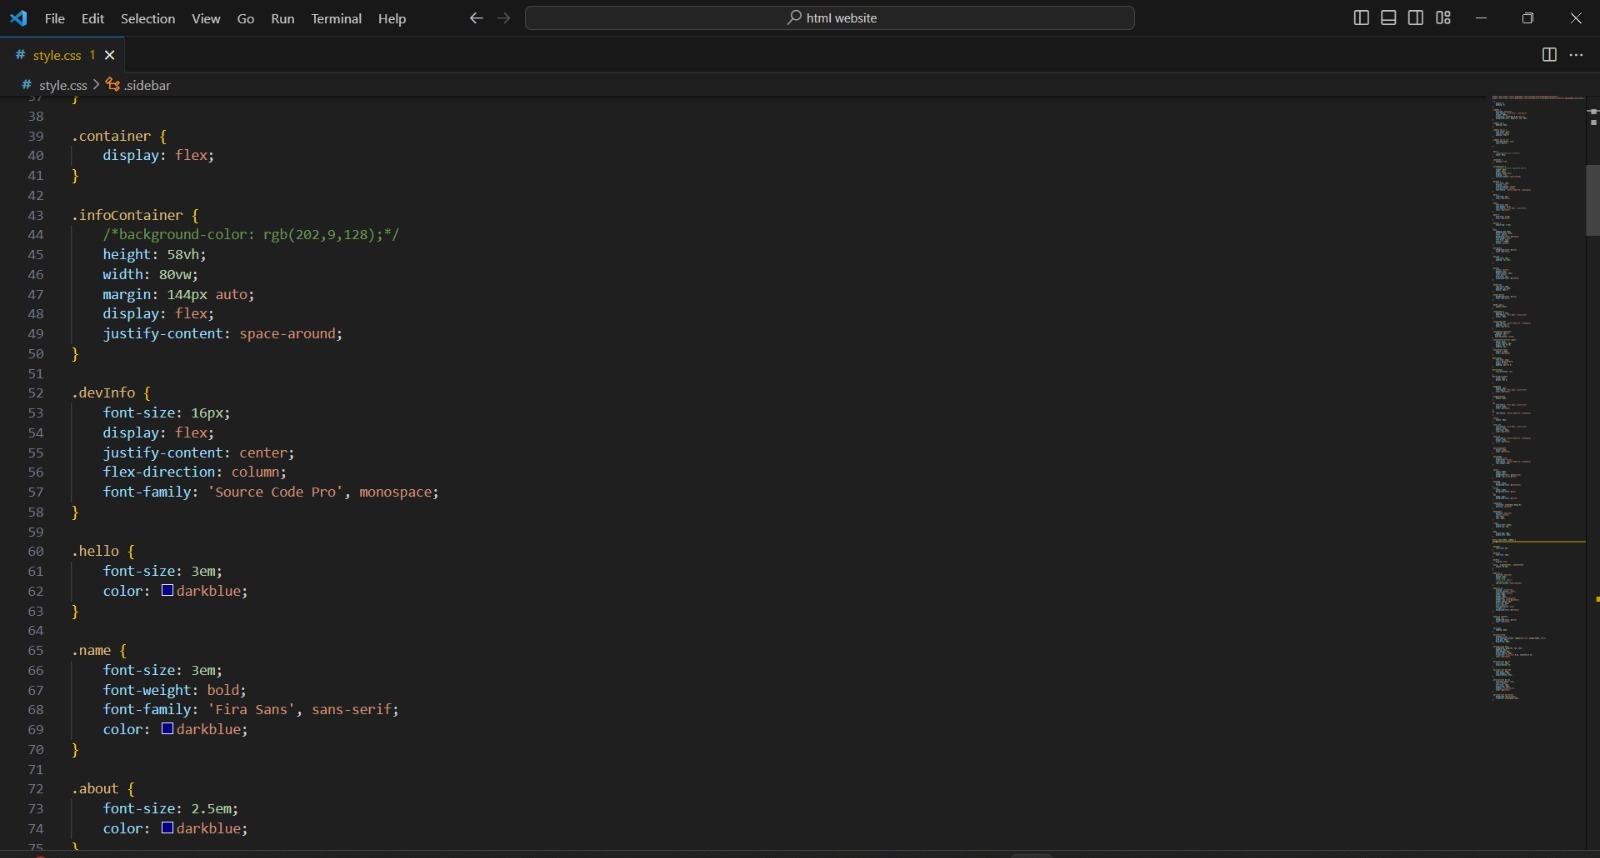 File Edit Selection View Go Run Terminal Help html website
# style.css 1
# style.css > .sidebar
37 }
38
39 .container {
40 display: flex;
41 }
42
43 .infoContainer {
44 /*background-color: rgb(202,9,128);*/
45 height: 58vh;
46 width: 80vw;
47 margin: 144px auto;
48 display: flex;
49 justify-content: space-around;
50 }
51
52 .devInfo {
53 font-size: 16px;
54 display: flex;
55 justify-content: center;
56 flex-direction: column;
57 font-family: 'Source Code Pro', monospace;
58 }
59
60 .hello {
61 font-size: 3em;
62 color: darkblue;
63 }
64
65 .name {
66 font-size: 3em;
67 font-weight: bold;
68 font-family: 'Fira Sans', sans-serif;
69 color: darkblue;
70 }
71
72 .about {
73 font-size: 2.5em;
74 color: darkblue;
75 }